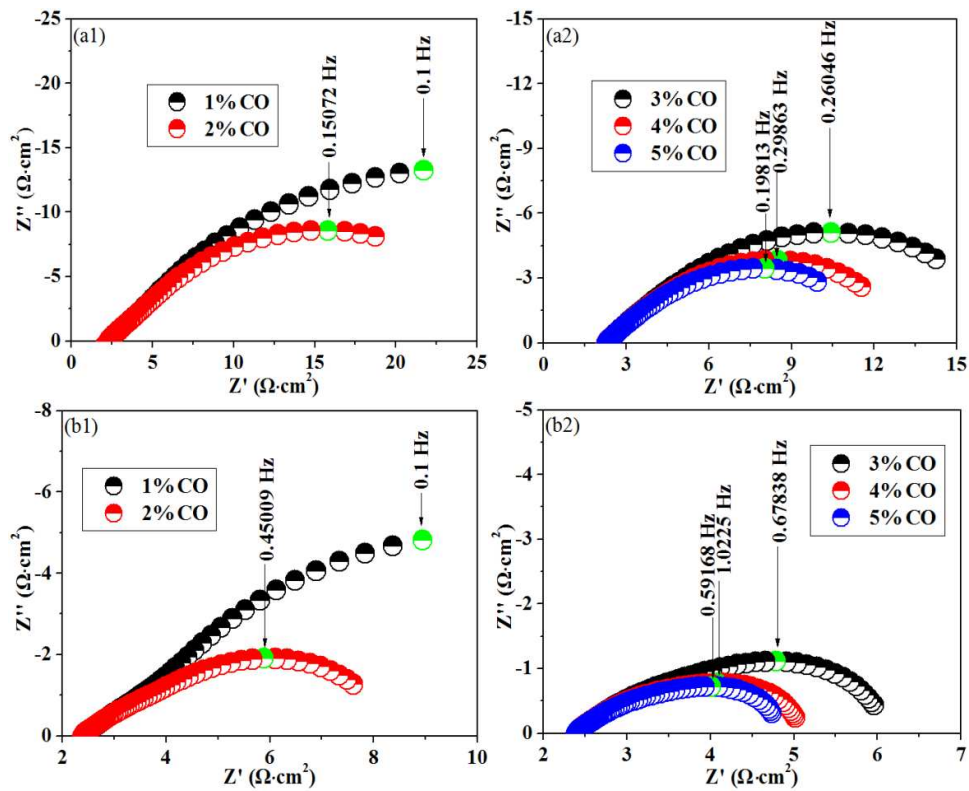 (a1)
1% CO
2% CO
0.15072 Hz
0.1 Hz
-25
-20
-15
-10
-5
0
Z'' (Ω·cm²)
0 5 10 15 20 25
Z' (Ω·cm²)
(a2)
3% CO
4% CO
5% CO
0.19813 Hz
0.29863 Hz
0.26046 Hz
-15
-12
-9
-6
-3
0
Z'' (Ω·cm²)
0 3 6 9 12 15
Z' (Ω·cm²)
(b1)
1% CO
2% CO
0.45009 Hz
0.1 Hz
-8
-6
-4
-2
0
Z'' (Ω·cm²)
2 4 6 8 10
Z' (Ω·cm²)
(b2)
3% CO
4% CO
5% CO
0.59168 Hz
1.0225 Hz
0.67838 Hz
-5
-4
-3
-2
-1
0
Z'' (Ω·cm²)
2 3 4 5 6 7
Z' (Ω·cm²)